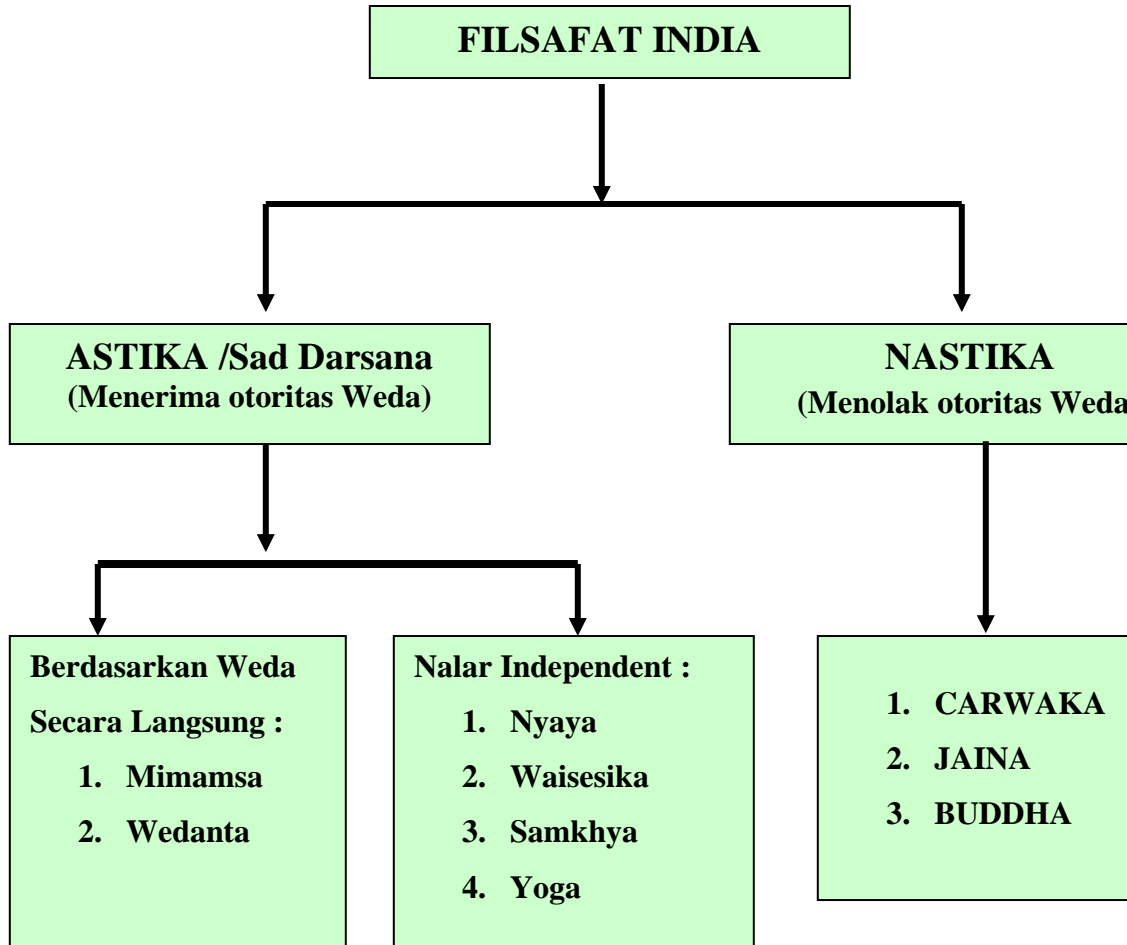 FILSAFAT INDIA
ASTIKA /Sad Darsana
(Menerima otoritas Weda)
NASTIKA
(Menolak otoritas Weda
Berdasarkan Weda
Secara Langsung :
1. Mimamsa
2. Wedanta
Nalar Independent :
1. Nyaya
2. Waisesika
3. Samkhya
4. Yoga
1. CARWAKA
2. JAINA
3. BUDDHA